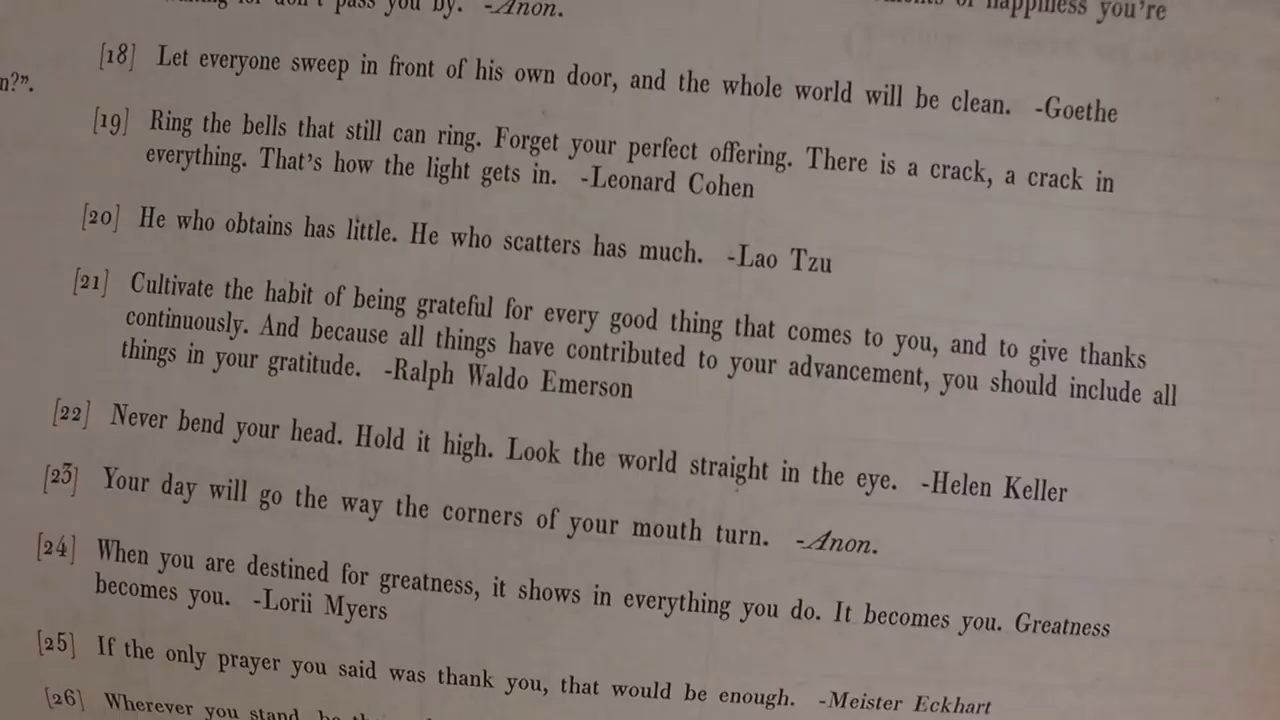 pass you by. -Anon.
happiness you're
n?".
[18] Let everyone sweep in front of his own door, and the whole world will be clean. -Goethe
[19] Ring the bells that still can ring. Forget your perfect offering. There is a crack, a crack in
everything. That's how the light gets in. -Leonard Cohen
[20] He who obtains has little. He who scatters has much. -Lao Tzu
[21] Cultivate the habit of being grateful for every good thing that comes to you, and to give thanks
continuously. And because all things have contributed to your advancement, you should include all
things in your gratitude. -Ralph Waldo Emerson
[22] Never bend your head. Hold it high. Look the world straight in the eye. -Helen Keller
[23] Your day will go the way the corners of your mouth turn. -Anon.
[24] When you are destined for greatness, it shows in everything you do. It becomes you. Greatness
becomes you. -Lorii Myers
[25] If the only prayer you said was thank you, that would be enough. -Meister Eckhart
[26] Wherever you stand, be